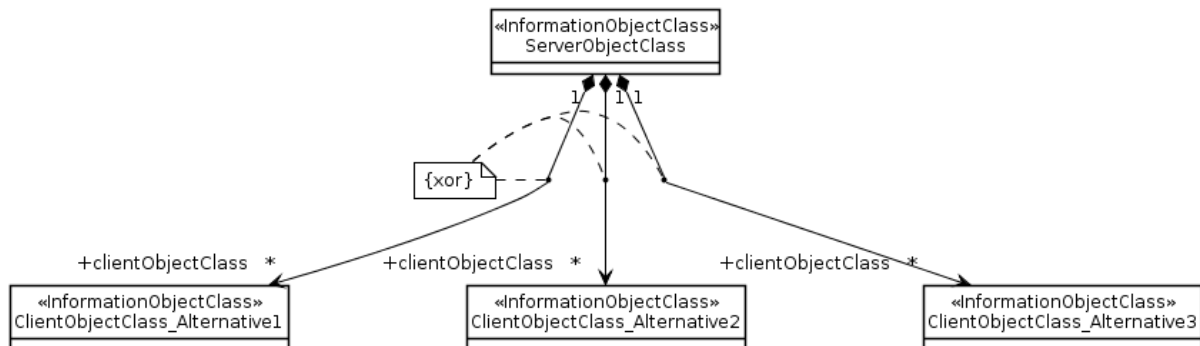 «InformationObjectClass»
ServerObjectClass
1 1 1
{xor}
+clientObjectClass *
+clientObjectClass *
+clientObjectClass *
«InformationObjectClass»
ClientObjectClass_Alternative1
«InformationObjectClass»
ClientObjectClass_Alternative2
«InformationObjectClass»
ClientObjectClass_Alternative3